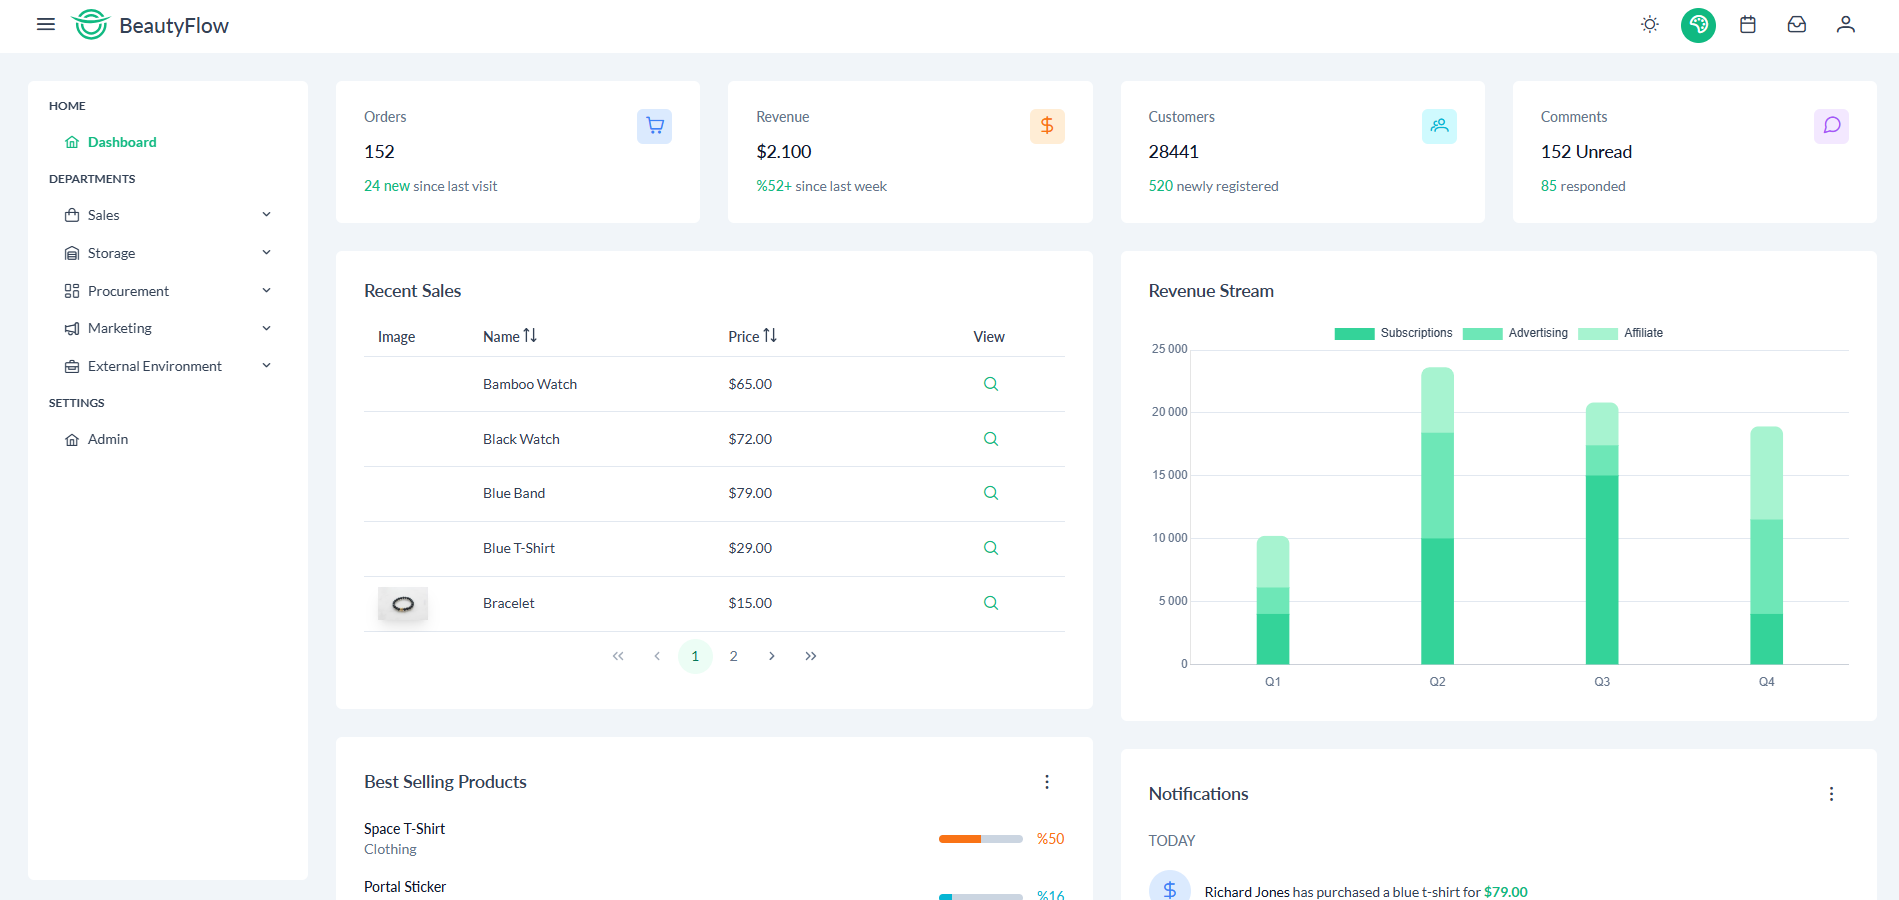 BeautyFlow
HOME
Dashboard
DEPARTMENTS
Sales
Storage
Procurement
Marketing
External Environment
SETTINGS
Admin
Orders
152
24 new since last visit
Revenue
$2.100
%52+ since last week
Customers
28441
520 newly registered
Comments
152 Unread
85 responded
Recent Sales
Image Name Price View
Bamboo Watch $65.00
Black Watch $72.00
Blue Band $79.00
Blue T-Shirt $29.00
Bracelet $15.00
1 2
Revenue Stream
Subscriptions Advertising Affiliate
25 000
20 000
15 000
10 000
5 000
0
Q1 Q2 Q3 Q4
Best Selling Products
Space T-Shirt
Clothing
%50
Portal Sticker
%16
Notifications
TODAY
Richard Jones has purchased a blue t-shirt for $79.00